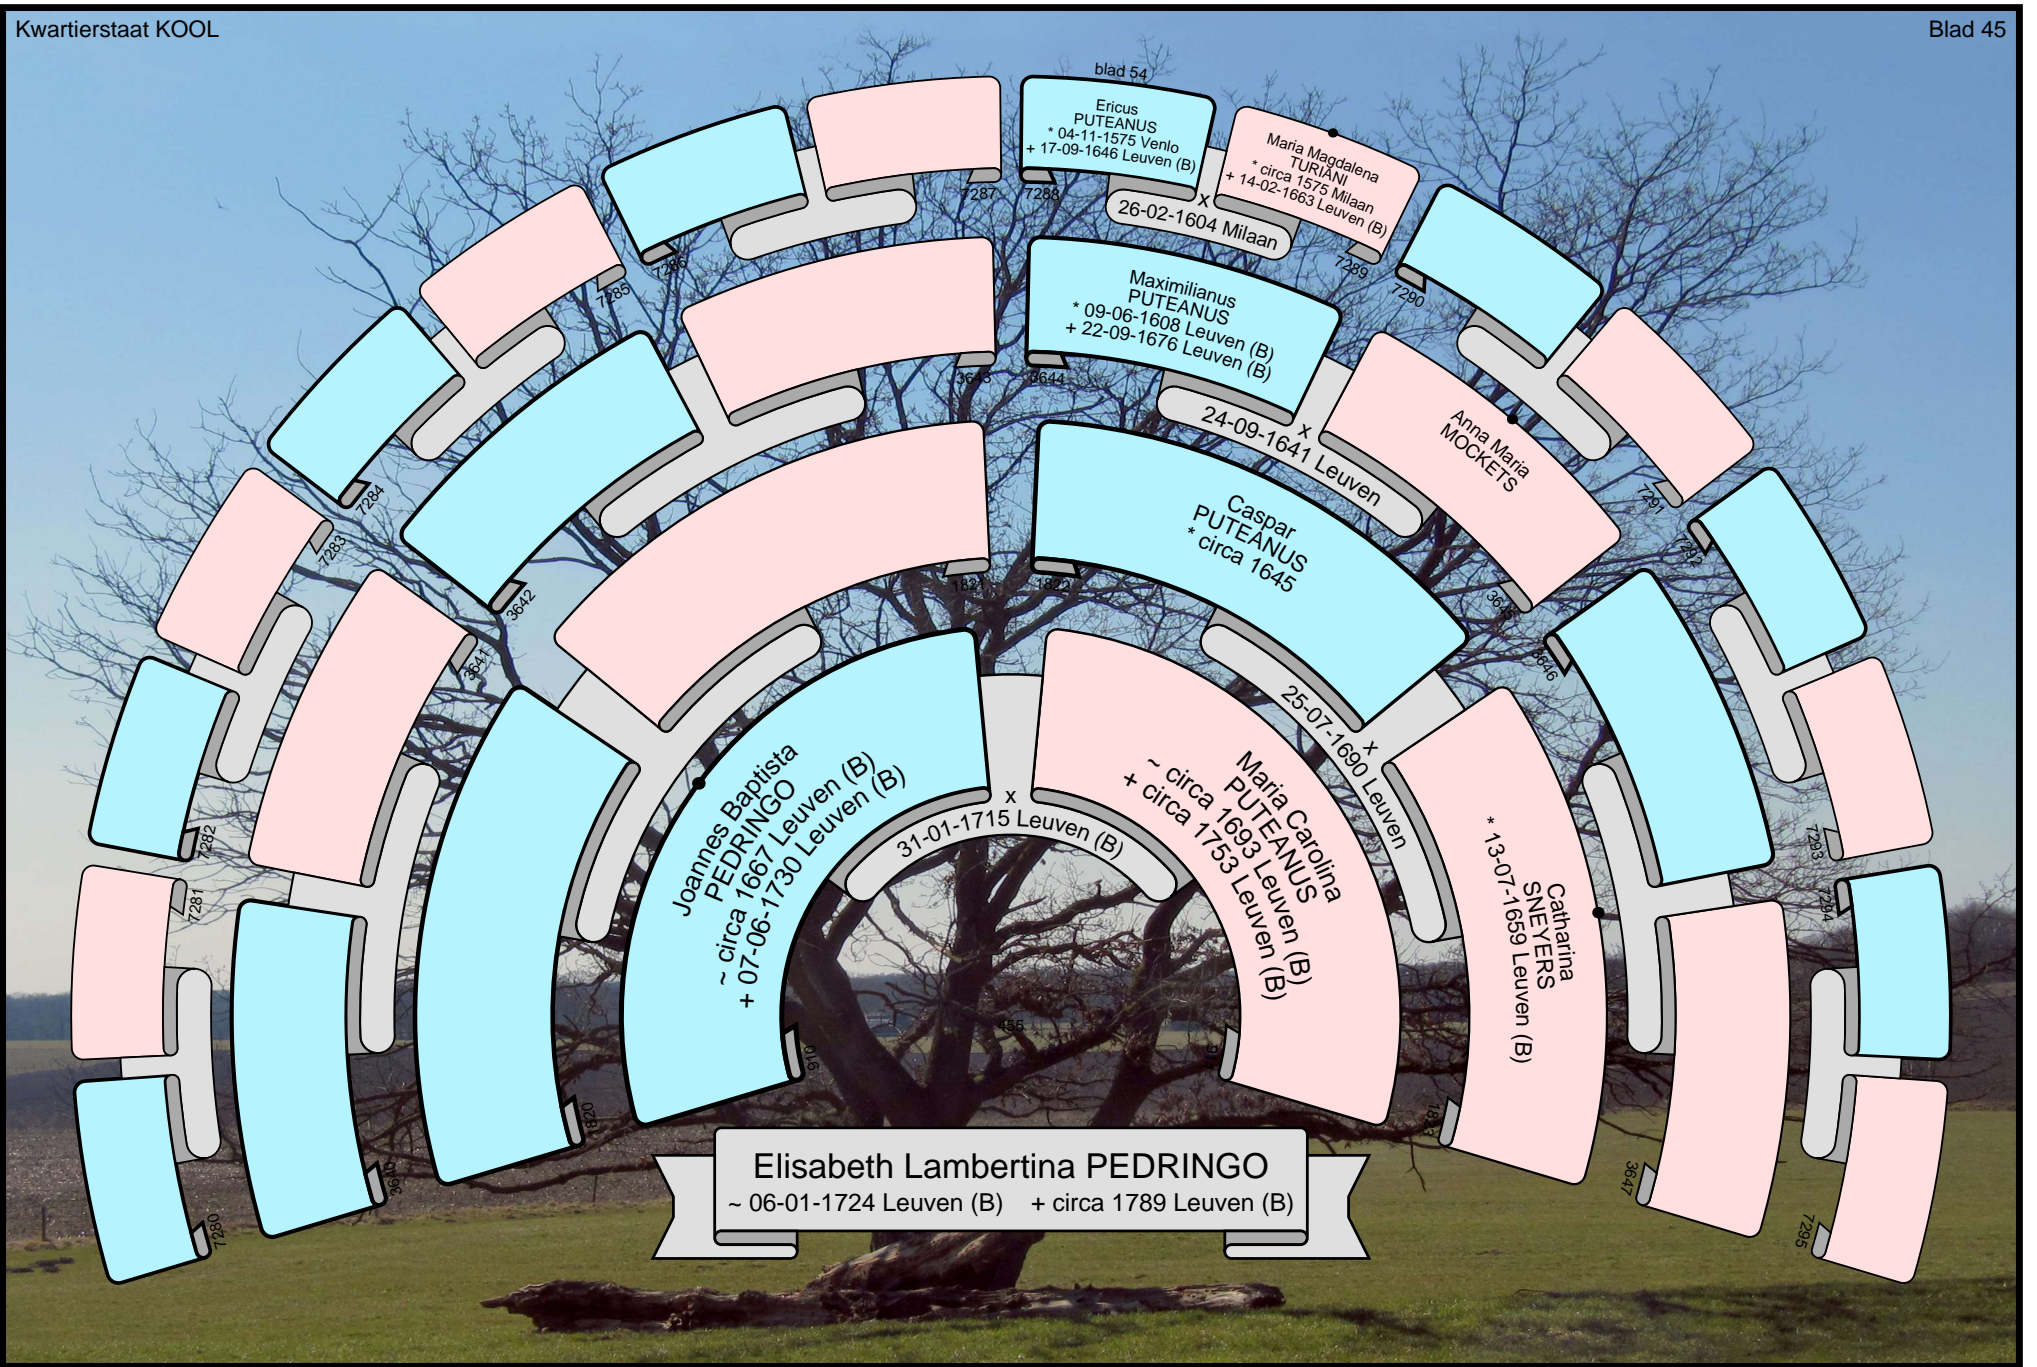 Kwartierstaat KOOL
Blad 45
blad 54
Ericus
PUTEANUS
* 04-11-1575 Venlo
+ 17-09-1646 Leuven (B)
x
26-02-1604 Milaan
Maria Magdalena
TURIANI
* circa 1575 Milaan
+ 14-02-1663 Leuven (B)
7280
7281
7282
7283
7284
7285
7286
7287
7288
7289
7290
7291
7292
7293
7294
7295
Maximilianus
PUTEANUS
* 09-06-1608 Leuven (B)
+ 22-09-1676 Leuven (B)
x
24-09-1641 Leuven
Anna Maria
MOCKETS
3640
3641
3642
3643
3644
3645
3646
3647
Caspar
PUTEANUS
* circa 1645
x
25-07-1690 Leuven
Catharina
SNEYERS
* 13-07-1659 Leuven (B)
1820
1821
1822
1823
Joannes Baptista
PEDRINGO
~ circa 1667 Leuven (B)
+ 07-06-1730 Leuven (B)
x
31-01-1715 Leuven (B)
Maria Carolina
PUTEANUS
~ circa 1693 Leuven (B)
+ circa 1753 Leuven (B)
910
455
Elisabeth Lambertina PEDRINGO
~ 06-01-1724 Leuven (B) + circa 1789 Leuven (B)